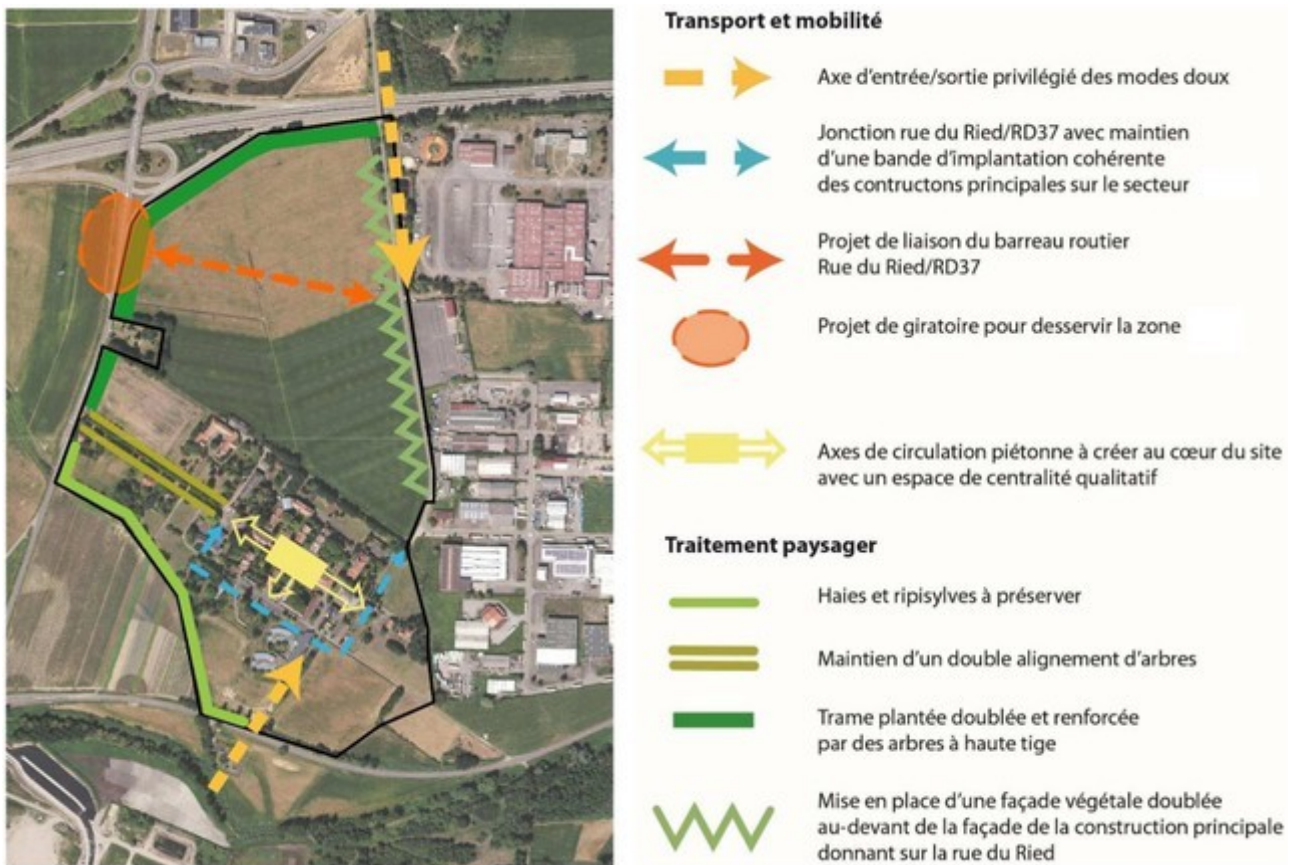 Transport et mobilité
Axe d'entrée/sortie privilégié des modes doux
Jonction rue du Ried/RD37 avec maintien
d'une bande d'implantation cohérente
des contructons principales sur le secteur
Projet de liaison du barreau routier
Rue du Ried/RD37
Projet de giratoire pour desservir la zone
Axes de circulation piétonne à créer au cœur du site
avec un espace de centralité qualitatif
Traitement paysager
Haies et ripisylves à préserver
Maintien d'un double alignement d'arbres
Trame plantée doublée et renforcée
par des arbres à haute tige
Mise en place d'une façade végétale doublée
au-devant de la façade de la construction principale
donnant sur la rue du Ried